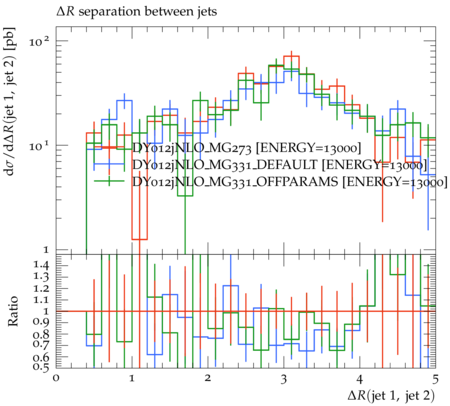 ΔR separation between jets
dσ/dΔR(jet 1, jet 2) [pb]
10²
10¹
1
DY012jNLO_MG273 [ENERGY=13000]
DY012jNLO_MG331_DEFAULT [ENERGY=13000]
DY012jNLO_MG331_OFFPARAMS [ENERGY=13000]
Ratio
1.4
1.3
1.2
1.1
1
0.9
0.8
0.7
0.6
0.5
0 1 2 3 4 5
ΔR(jet 1, jet 2)